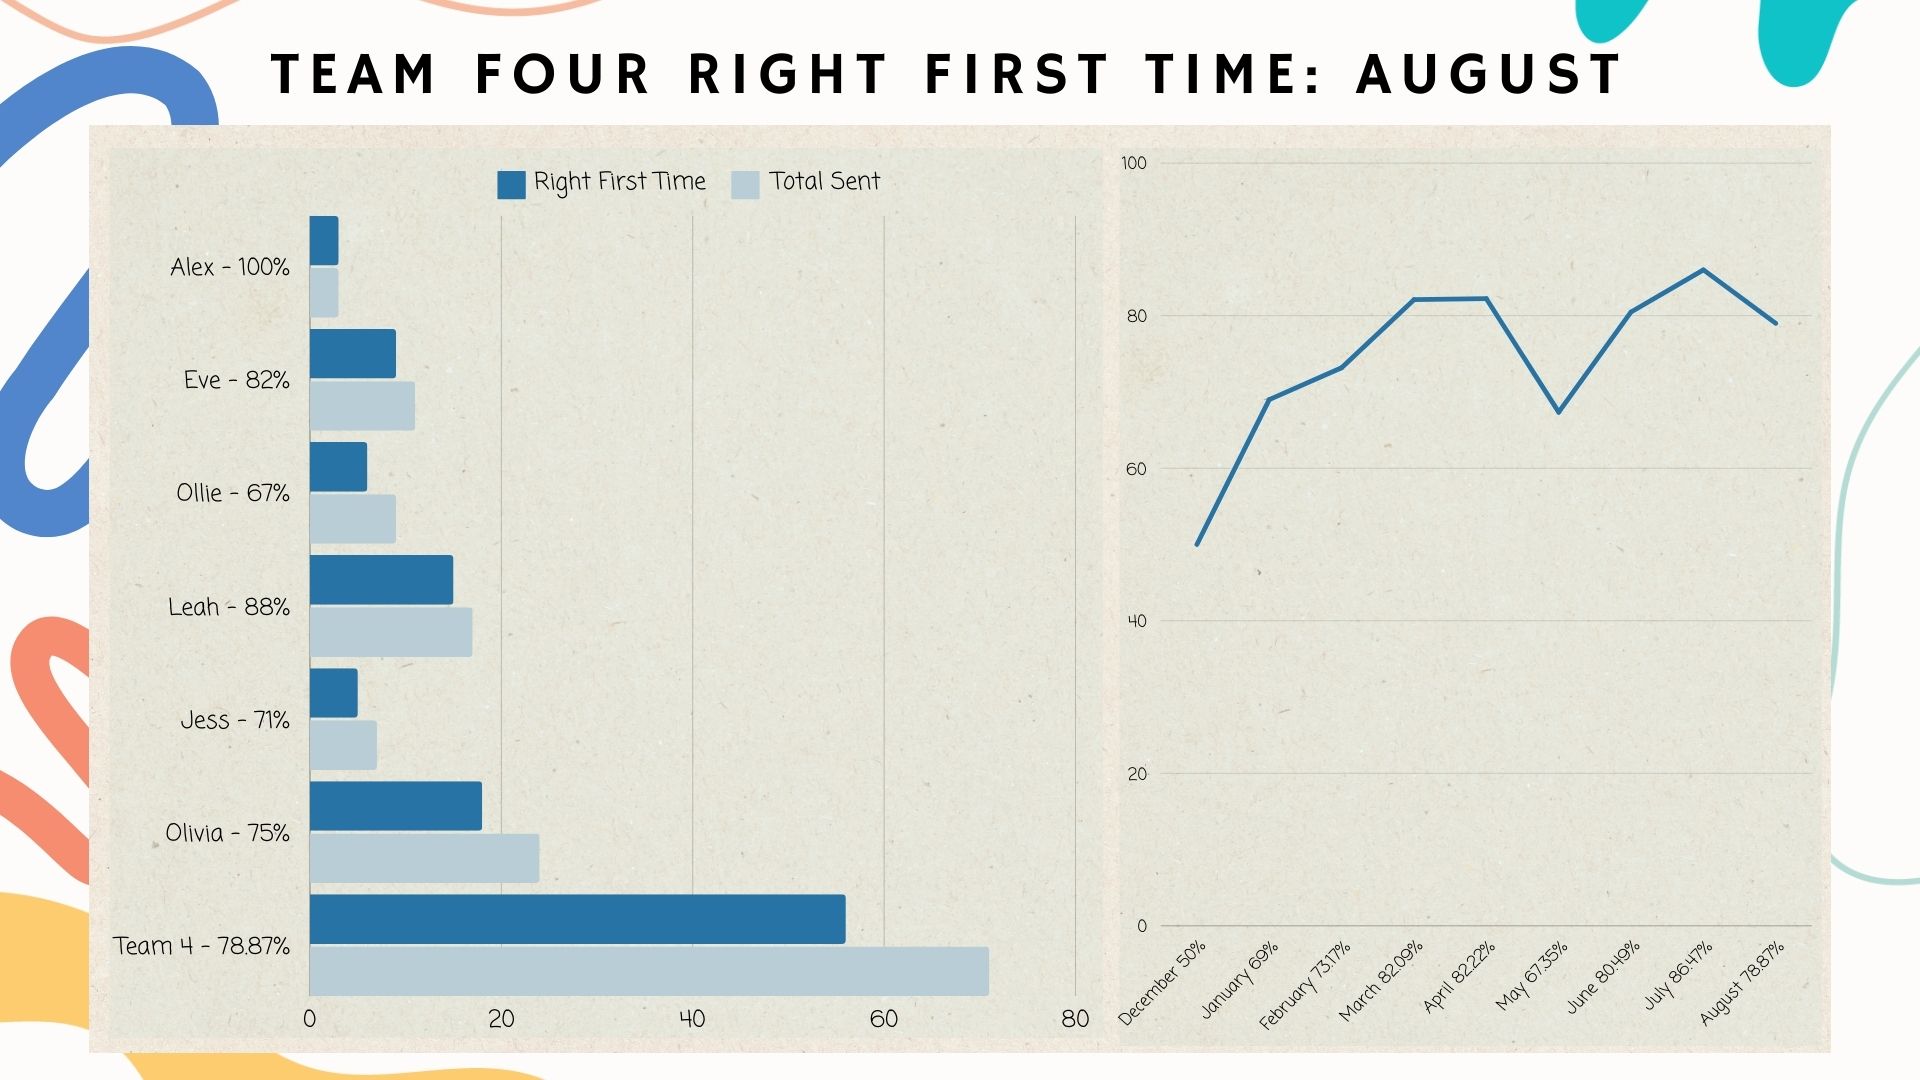 TEAM FOUR RIGHT FIRST TIME: AUGUST
Right First Time
Total Sent
Alex - 100%
Eve - 82%
Ollie - 67%
Leah - 88%
Jess - 71%
Olivia - 75%
Team 4 - 78.87%
0
20
40
60
80
100
80
60
40
20
0
December 50%
January 69%
February 73.17%
March 82.09%
April 82.22%
May 67.35%
June 80.49%
July 86.47%
August 78.87%